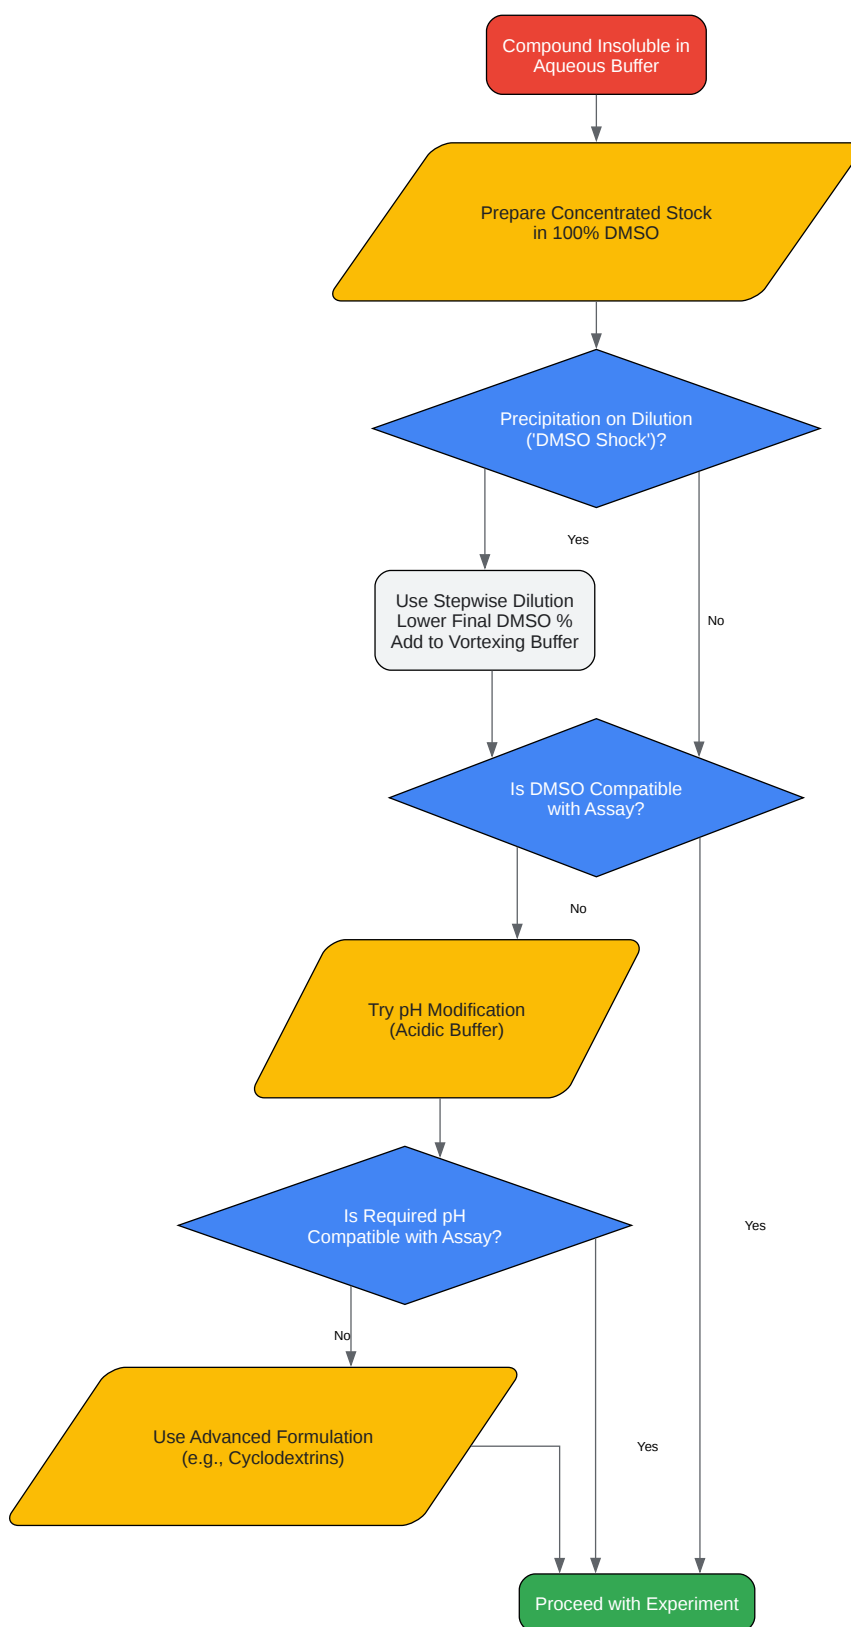 Compound Insoluble in
Aqueous Buffer
Prepare Concentrated Stock
in 100% DMSO
Precipitation on Dilution
('DMSO Shock')?
Yes
Use Stepwise Dilution
Lower Final DMSO %
Add to Vortexing Buffer
No
Is DMSO Compatible
with Assay?
No
Try pH Modification
(Acidic Buffer)
Is Required pH
Compatible with Assay?
Yes
No
Use Advanced Formulation
(e.g., Cyclodextrins)
Yes
Proceed with Experiment